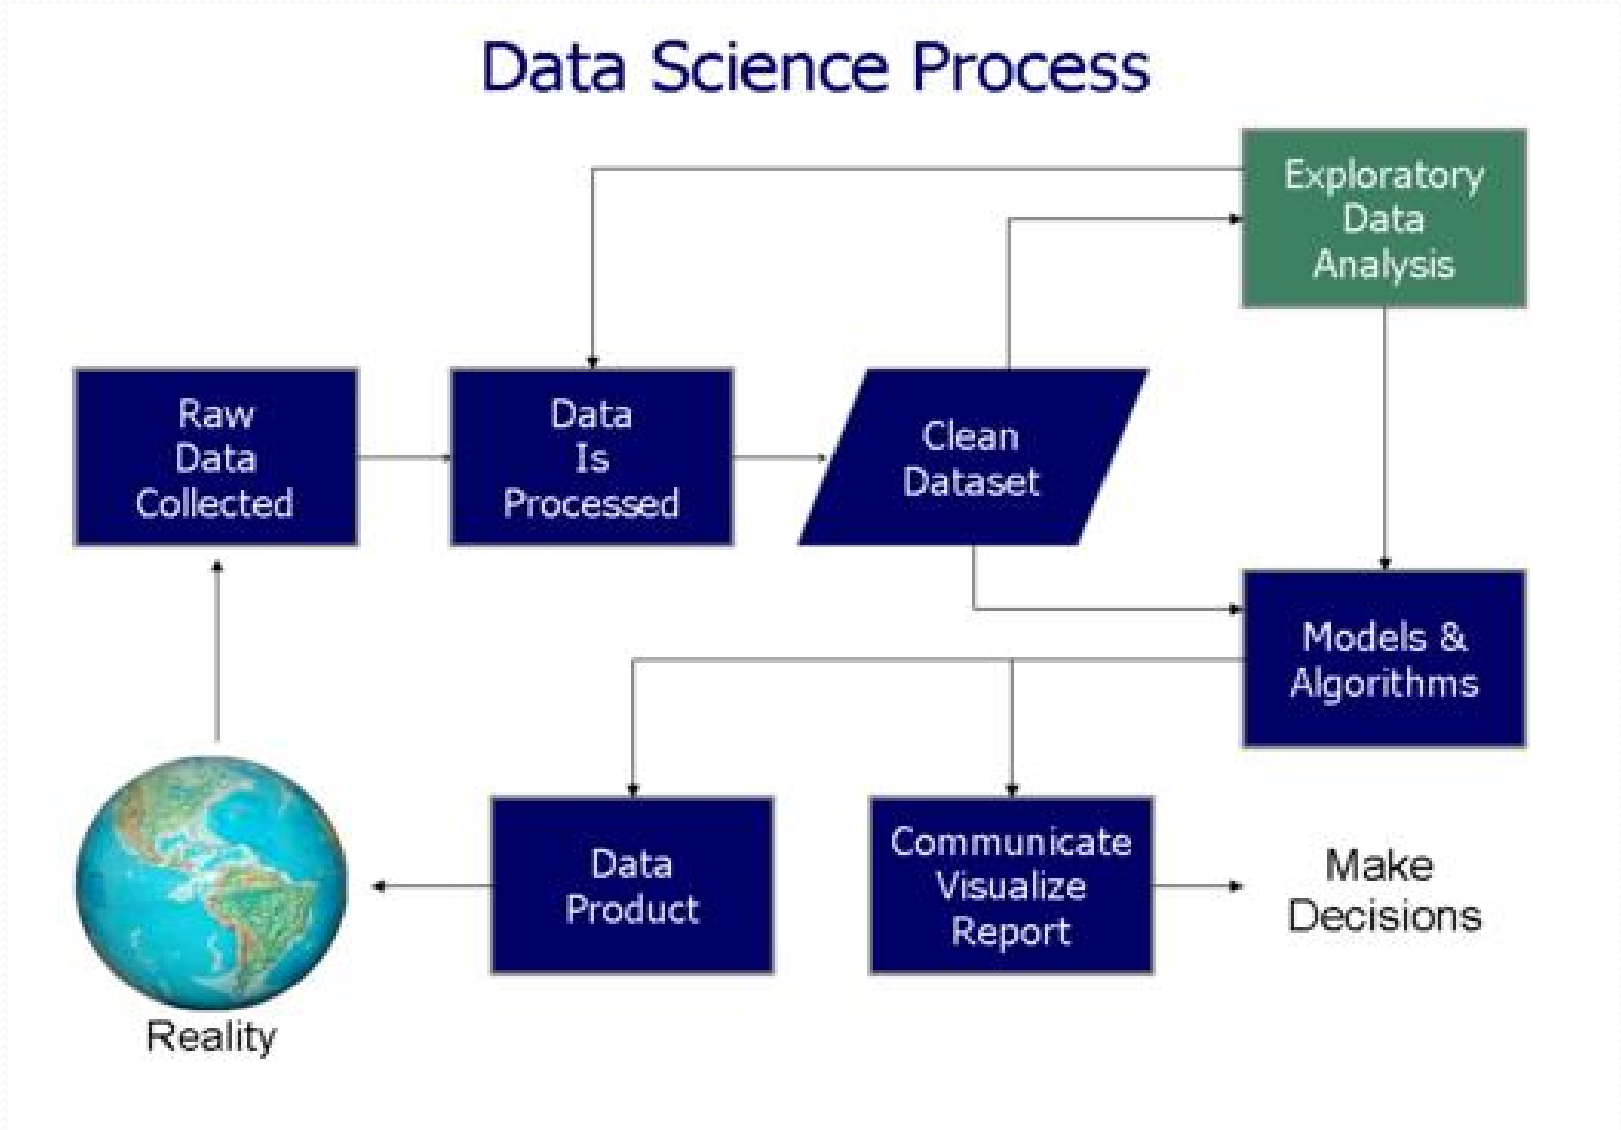 Data Science Process
Exploratory
Data
Analysis
Raw
Data
Collected
Data
Is
Processed
Clean
Dataset
Models &
Algorithms
Data
Product
Communicate
Visualize
Report
Make
Decisions
Reality